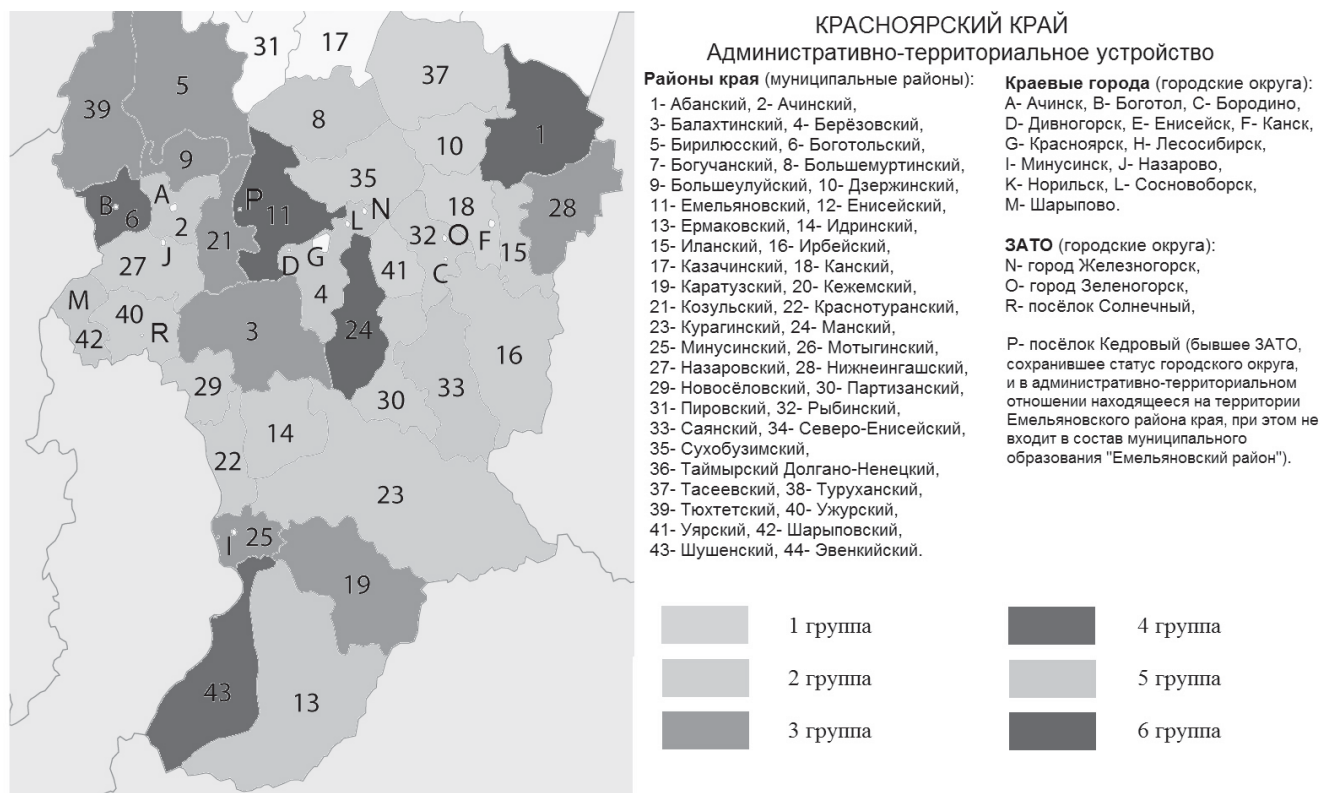 КРАСНОЯРСКИЙ КРАЙ
Административно-территориальное устройство
Районы края (муниципальные районы):
1- Абанский, 2- Ачинский,
3- Балахтинский, 4- Берёзовский,
5- Бирилюсский, 6- Боготольский,
7- Богучанский, 8- Большемуртинский,
9- Большеулуйский, 10- Дзержинский,
11- Емельяновский, 12- Енисейский,
13- Ермаковский, 14- Идринский,
15- Иланский, 16- Ирбейский,
17- Казачинский, 18- Канский,
19- Каратузский, 20- Кежемский,
21- Козульский, 22- Краснотуранский,
23- Курагинский, 24- Манский,
25- Минусинский, 26- Мотыгинский,
27- Назаровский, 28- Нижнеингашский,
29- Новосёловский, 30- Партизанский,
31- Пировский, 32- Рыбинский,
33- Саянский, 34- Северо-Енисейский,
35- Сухобузимский,
36- Таймырский Долгано-Ненецкий,
37- Тасеевский, 38- Туруханский,
39- Тюхтетский, 40- Ужурский,
41- Уярский, 42- Шарыповский,
43- Шушенский, 44- Эвенкийский.
Краевые города (городские округа):
A- Ачинск, B- Боготол, C- Бородино,
D- Дивногорск, E- Енисейск, F- Канск,
G- Красноярск, H- Лесосибирск,
I- Минусинск, J- Назарово,
K- Норильск, L- Сосновоборск,
M- Шарыпово.
ЗАТО (городские округа):
N- город Железногорск,
O- город Зеленогорск,
R- посёлок Солнечный,
P- посёлок Кедровый (бывшее ЗАТО,
сохранившее статус городского округа,
и в административно-территориальном
отношении находящееся на территории
Емельяновского района края, при этом не
входит в состав муниципального
образования "Емельяновский район").
1 группа
2 группа
3 группа
4 группа
5 группа
6 группа
31
17
37
5
39
8
1
10
9
35
A
P
N
18
28
B
6
2
11
L
21
32
O
F
15
J
D
G
27
41
C
M
4
40
R
3
24
42
16
29
30
33
14
22
23
I
25
19
43
13